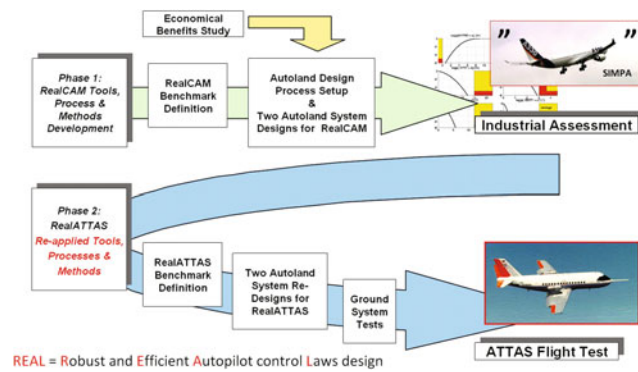 Economical
Benefits Study
Phase 1:
RealCAM Tools,
Process &
Methods
Development
RealCAM
Benchmark
Definition
Autoland Design
Process Setup
&
Two Autoland System
Designs for RealCAM
” ”
SIMPA
Industrial Assessment
Phase 2:
RealATTAS
Re-applied Tools,
Processes &
Methods
RealATTAS
Benchmark
Definition
Two Autoland
System Re-
Designs for
RealATTAS
Ground
System
Tests
ATTAS Flight Test
REAL = Robust and Efficient Autopilot control Laws design